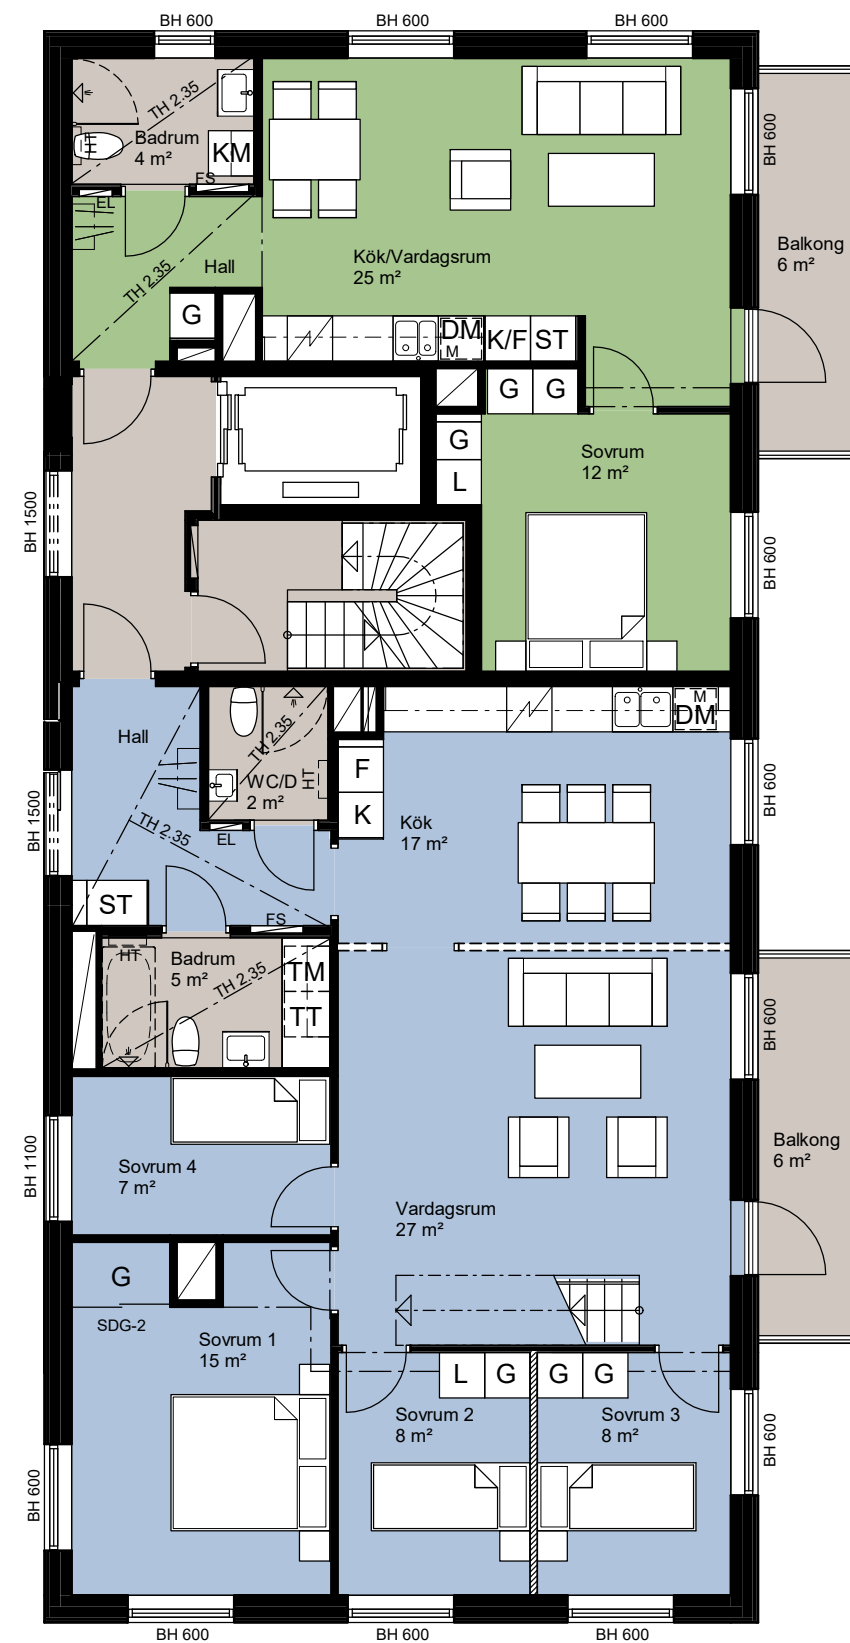 BH 600
BH 600
BH 600
TH 2.35
Badrum
4 m²
HT
KM
FS
EL
BH 600
Balkong
6 m²
Kök/Vardagsrum
25 m²
Hall
TH 2.35
G
DM
M
K/F
ST
G
G
G
L
Sovrum
12 m²
BH 1500
BH 600
Hall
TH 2.35
WC/D
2 m²
HT
EL
M
DM
F
K
Kök
17 m²
BH 600
BH 1500
TH 2.35
ST
FS
HT
Badrum
5 m²
TH 2.35
TM
TT
BH 600
Balkong
6 m²
BH 1100
Sovrum 4
7 m²
Vardagsrum
27 m²
G
SDG-2
Sovrum 1
15 m²
L
G
G
G
Sovrum 2
8 m²
Sovrum 3
8 m²
BH 600
BH 600
BH 600
BH 600
BH 600